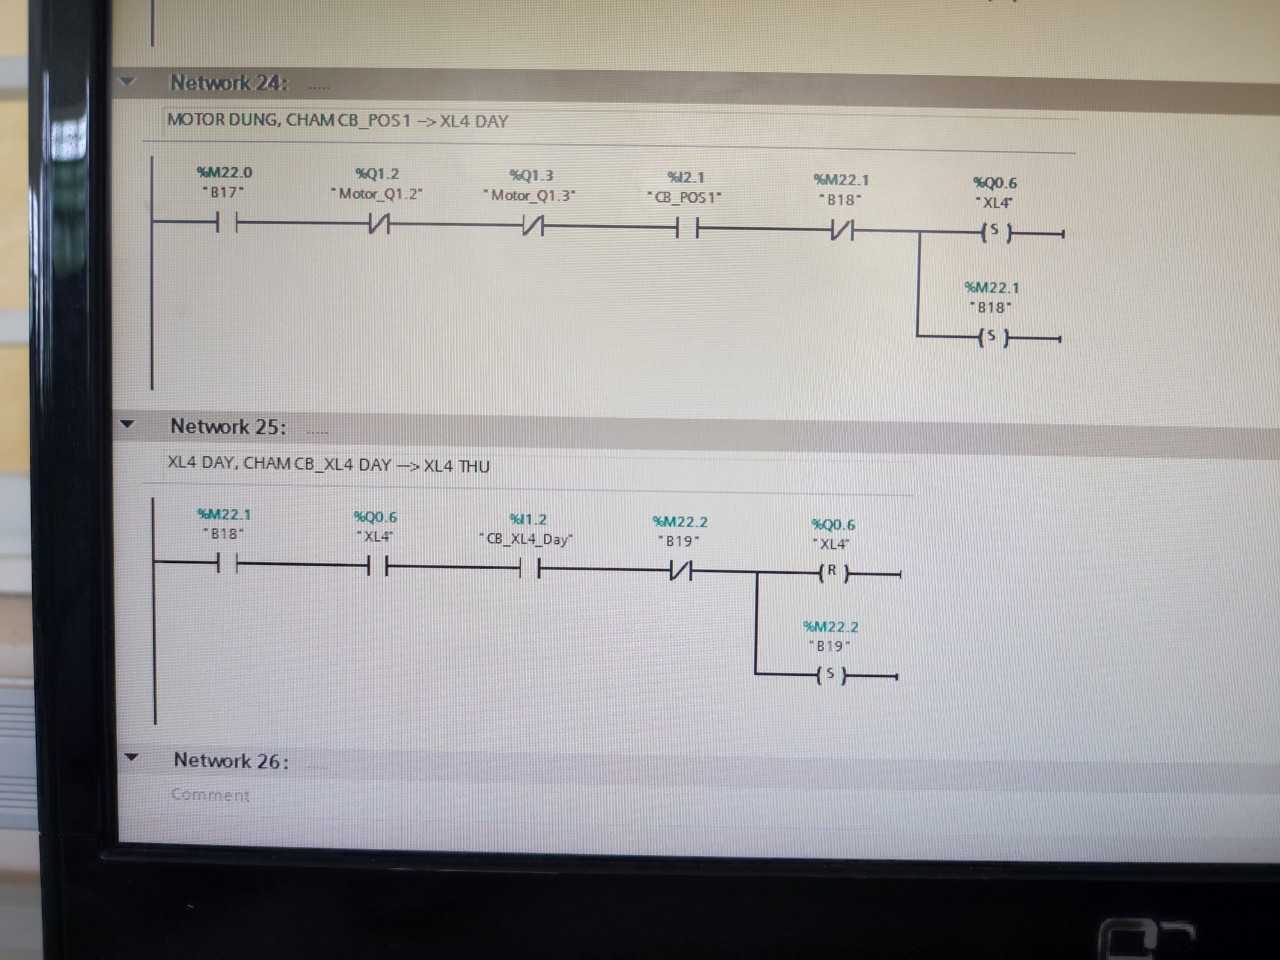 Network 24: .....
MOTOR DUNG, CHAM CB_POS1 --> XL4 DAY
%M22.0 %Q1.2 %Q1.3 %I2.1 %M22.1 %Q0.6
"B17" "Motor_Q1.2" "Motor_Q1.3" "CB_POS1" "B18" "XL4"
S
%M22.1
"B18"
S
Network 25: .....
XL4 DAY, CHAM CB_XL4 DAY --> XL4 THU
%M22.1 %Q0.6 %I1.2 %M22.2 %Q0.6
"B18" "XL4" "CB_XL4_Day" "B19" "XL4"
R
%M22.2
"B19"
S
Network 26: .....
Comment